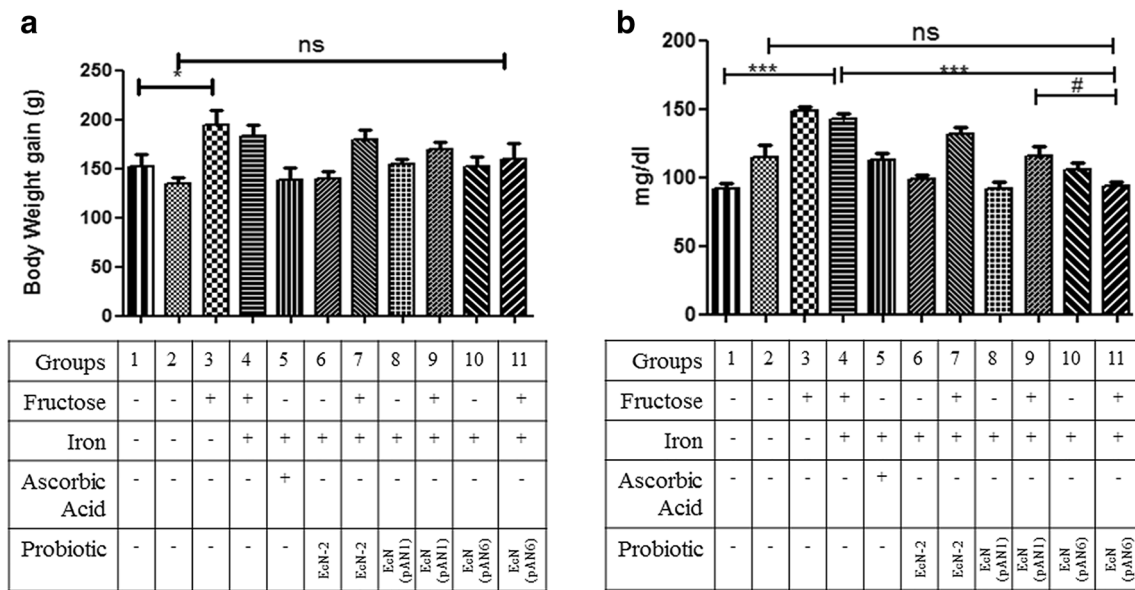 a
ns
*
Body Weight gain (g)
250
200
150
100
50
0
Groups 1 2 3 4 5 6 7 8 9 10 11
Fructose - - + + - - + - + - +
Iron - - - + + + + + + + +
Ascorbic
Acid - - - - + - - - - - -
Probiotic - - - - - EcN-2 EcN-2 EcN (pAN1) EcN (pAN1) EcN (pAN6) EcN (pAN6)
b
ns
***
***
#
mg/dl
200
150
100
50
0
Groups 1 2 3 4 5 6 7 8 9 10 11
Fructose - - + + - - + - + - +
Iron - - - + + + + + + + +
Ascorbic
Acid - - - - + - - - - - -
Probiotic - - - - - EcN-2 EcN-2 EcN (pAN1) EcN (pAN1) EcN (pAN6) EcN (pAN6)